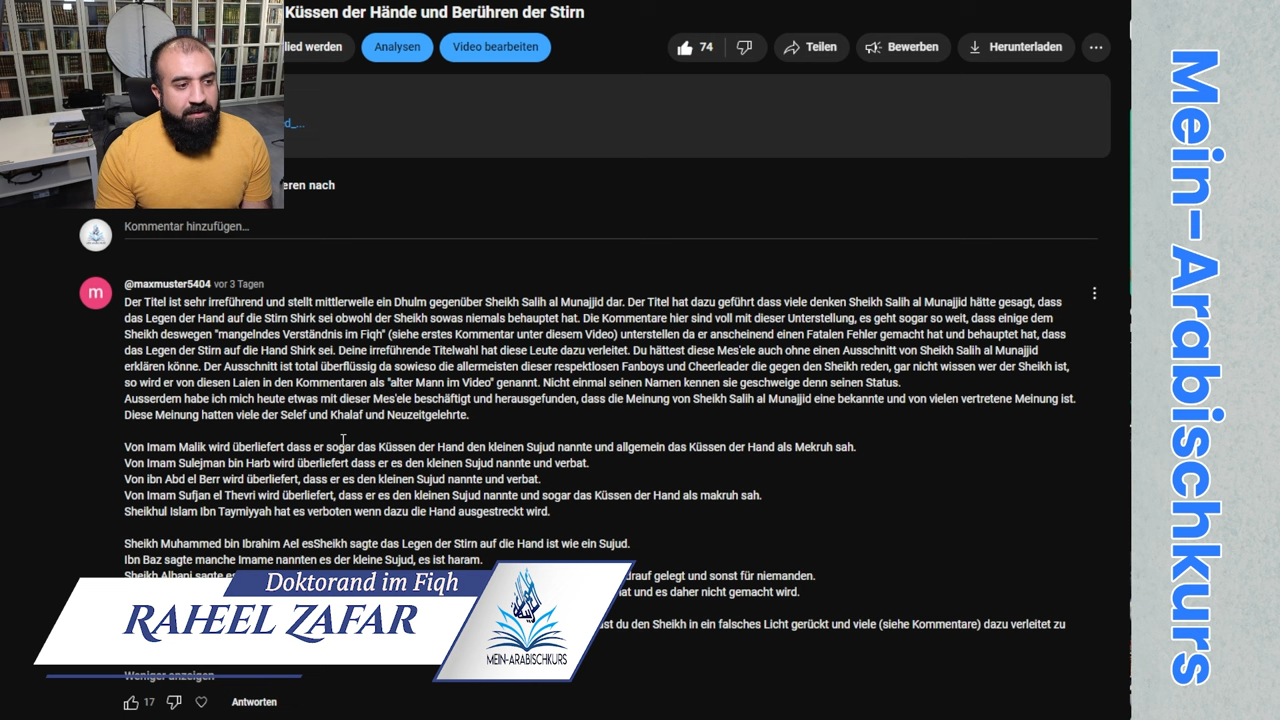 Küssen der Hände und Berühren der Stirn
lied werden
Analysen
Video bearbeiten
74
Teilen
Bewerben
Herunterladen
d_...
eren nach
Kommentar hinzufügen...
@maxmuster5404 vor 3 Tagen
m
Der Titel ist sehr irreführend und stellt mittlerweile ein Dhulm gegenüber Sheikh Salih al Munajjid dar. Der Titel hat dazu geführt dass viele denken Sheikh Salih al Munajjid hätte gesagt, dass
das Legen der Hand auf die Stirn Shirk sei obwohl der Sheikh sowas niemals behauptet hat. Die Kommentare hier sind voll mit dieser Unterstellung, es geht sogar so weit, dass einige dem
Sheikh deswegen "mangelndes Verständnis im Fiqh" (siehe erstes Kommentar unter diesem Video) unterstellen da er anscheinend einen Fatalen Fehler gemacht hat und behauptet hat, dass
das Legen der Stirn auf die Hand Shirk sei. Deine irreführende Titelwahl hat diese Leute dazu verleitet. Du hättest diese Mes'ele auch ohne einen Ausschnitt von Sheikh Salih al Munajjid
erklären könne. Der Ausschnitt ist total überflüssig da sowieso die allermeisten dieser respektlosen Fanboys und Cheerleader die gegen den Sheikh reden, gar nicht wissen wer der Sheikh ist,
so wird er von diesen Laien in den Kommentaren als "alter Mann im Video" genannt. Nicht einmal seinen Namen kennen sie geschweige denn seinen Status.
Ausserdem habe ich mich heute etwas mit dieser Mes'ele beschäftigt und herausgefunden, dass die Meinung von Sheikh Salih al Munajjid eine bekannte und von vielen vertretene Meinung ist.
Diese Meinung hatten viele der Selef und Khalaf und Neuzeitgelehrte.
Von Imam Malik wird überliefert dass er sogar das Küssen der Hand den kleinen Sujud nannte und allgemein das Küssen der Hand als Mekruh sah.
Von Imam Sulejman bin Harb wird überliefert dass er es den kleinen Sujud nannte und verbat.
Von ibn Abd el Berr wird überliefert, dass er es den kleinen Sujud nannte und verbat.
Von Imam Sufjan el Thevri wird überliefert, dass er es den kleinen Sujud nannte und sogar das Küssen der Hand als makruh sah.
Sheikhul Islam Ibn Taymiyyah hat es verboten wenn dazu die Hand ausgestreckt wird.
Sheikh Muhammed bin Ibrahim Ael esSheikh sagte das Legen der Stirn auf die Hand ist wie ein Sujud.
Ibn Baz sagte manche Imame nannten es der kleine Sujud, es ist haram.
Sheikh Albani sagte es
drauf gelegt und sonst für niemanden.
at und es daher nicht gemacht wird.
st du den Sheikh in ein falsches Licht gerückt und viele (siehe Kommentare) dazu verleitet zu
Weniger anzeigen
17
Antworten
Doktorand im Fiqh
RAHEEL ZAFAR
MEIN-ARABISCHKURS
Mein-Arabischkurs